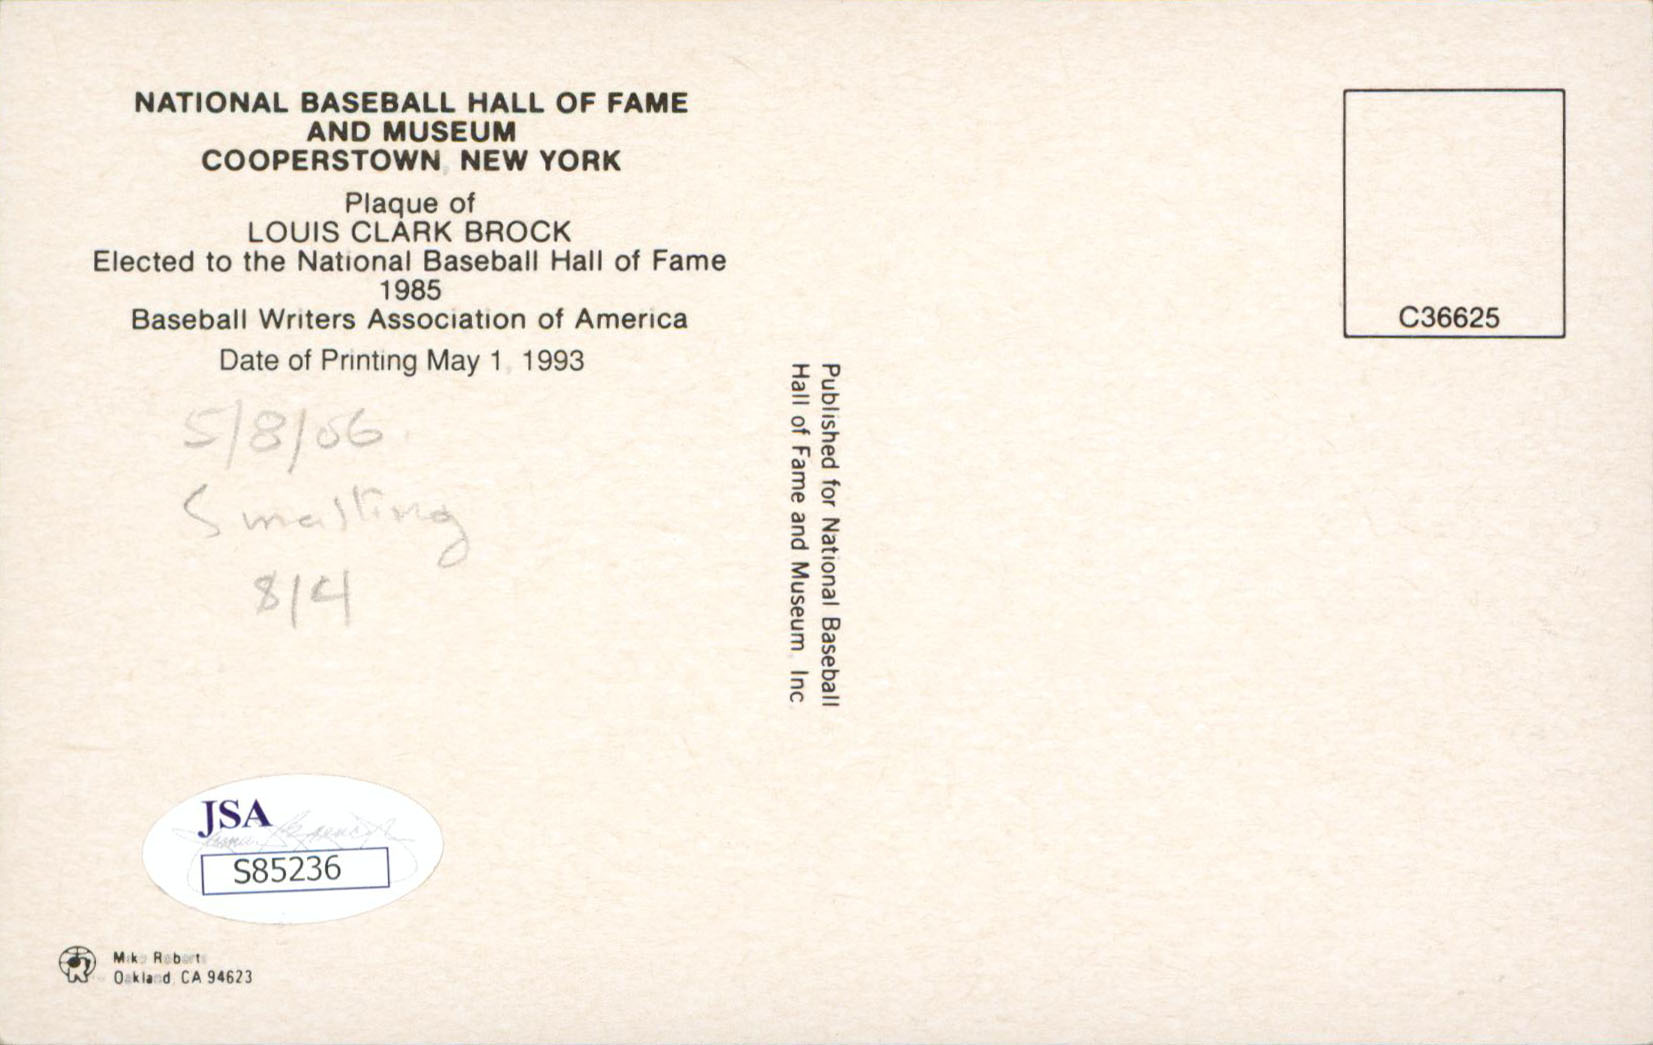 NATIONAL BASEBALL HALL OF FAME
AND MUSEUM
COOPERSTOWN, NEW YORK
Plaque of
LOUIS CLARK BROCK
Elected to the National Baseball Hall of Fame
1985
Baseball Writers Association of America
Date of Printing May 1, 1993
5/8/06
Smalling
8/4
Published for National Baseball
Hall of Fame and Museum, Inc.
C36625
JSA
S85236
Mike Roberts
Oakland, CA 94623